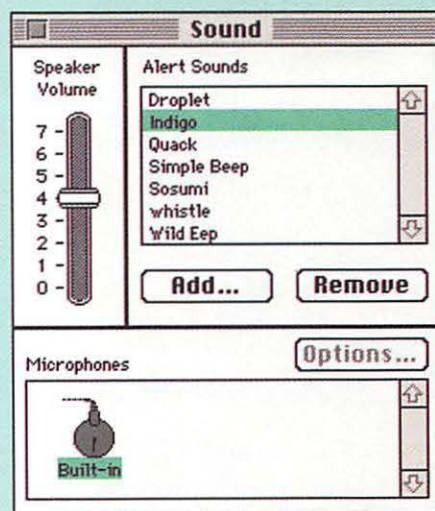 Sound
Speaker
Volume
7 -
6 -
5 -
4 -
3 -
2 -
1 -
0 -
Alert Sounds
Droplet
Indigo
Quack
Simple Beep
Sosumi
whistle
Wild Eep
Add...
Remove
Microphones
Options...
Built-in